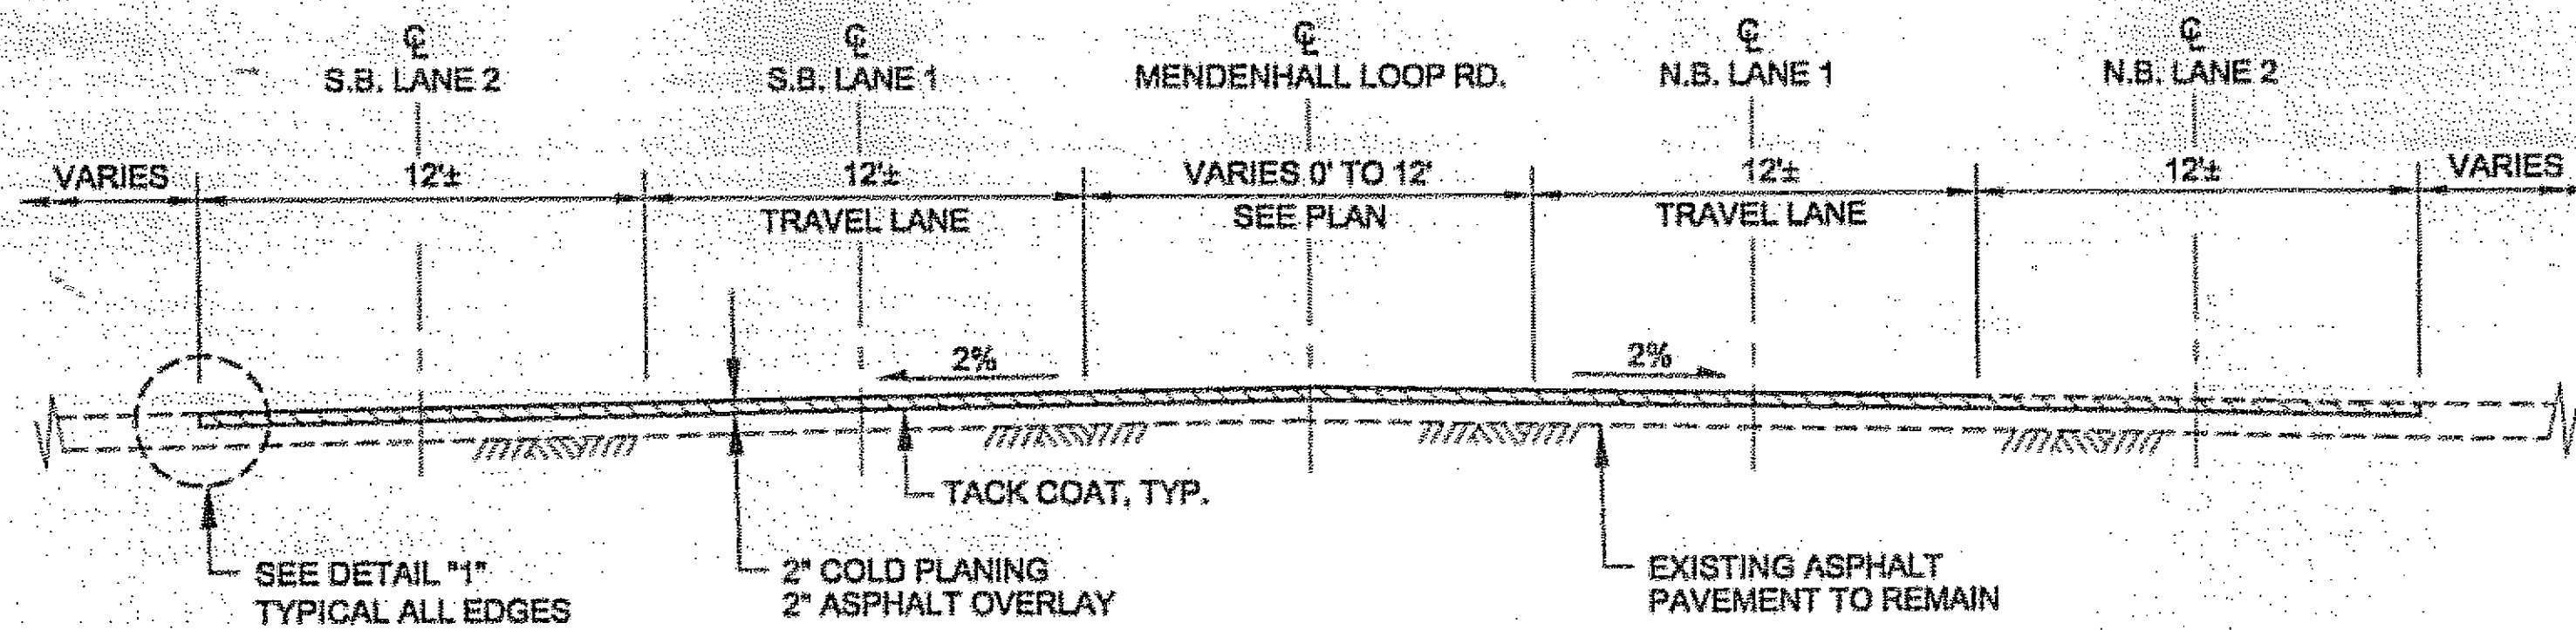 ℄ ℄ ℄ ℄ ℄
S.B. LANE 2 S.B. LANE 1 MENDENHALL LOOP RD. N.B. LANE 1 N.B. LANE 2
VARIES 12'± 12'± VARIES 0' TO 12' 12'± 12'± VARIES
TRAVEL LANE SEE PLAN TRAVEL LANE
2% 2%
TACK COAT, TYP.
SEE DETAIL "1"
TYPICAL ALL EDGES
2" COLD PLANING
2" ASPHALT OVERLAY
EXISTING ASPHALT
PAVEMENT TO REMAIN